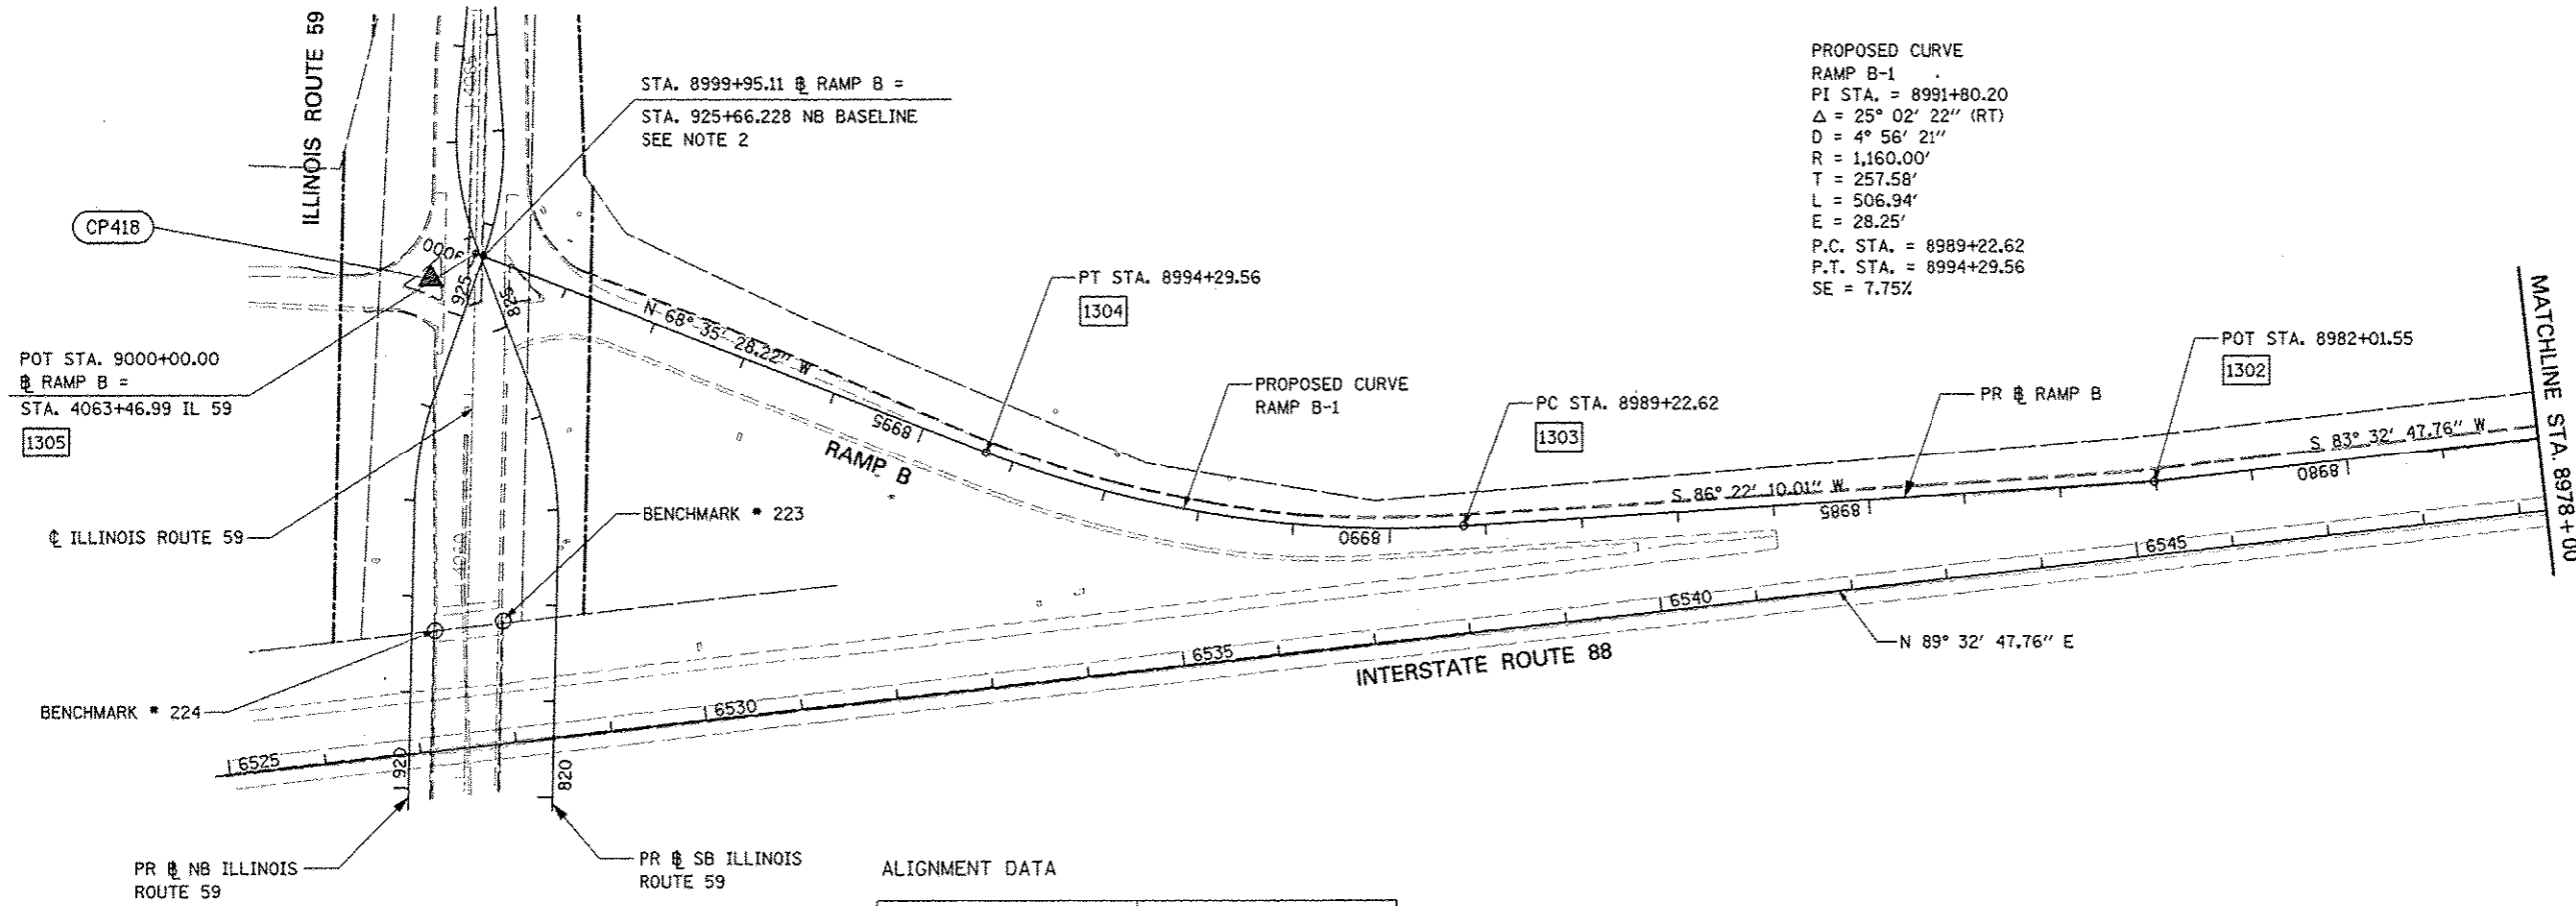 ILLINOIS ROUTE 59
STA. 8999+95.11 ℄ RAMP B =
STA. 925+66.228 NB BASELINE
SEE NOTE 2
PROPOSED CURVE
RAMP B-1
PI STA. = 8991+80.20
Δ = 25° 02' 22" (RT)
D = 4° 56' 21"
R = 1,160.00'
T = 257.58'
L = 506.94'
E = 28.25'
P.C. STA. = 8989+22.62
P.T. STA. = 8994+29.56
SE = 7.75%
CP418
9000
925
825
N 68° 35' 28.22" W
PT STA. 8994+29.56
1304
POT STA. 9000+00.00
℄ RAMP B =
STA. 4063+46.99 IL 59
1305
8995
RAMP B
PROPOSED CURVE
RAMP B-1
PC STA. 8989+22.62
1303
PR ℄ RAMP B
POT STA. 8982+01.55
1302
MATCHLINE STA. 8978+00
S 83° 32' 47.76" W
8980
S 86° 22' 10.01" W
8985
8990
℄ ILLINOIS ROUTE 59
BENCHMARK * 223
4060
6545
6540
N 89° 32' 47.76" E
6535
INTERSTATE ROUTE 88
BENCHMARK * 224
6530
6525
920
820
PR ℄ NB ILLINOIS
ROUTE 59
PR ℄ SB ILLINOIS
ROUTE 59
ALIGNMENT DATA